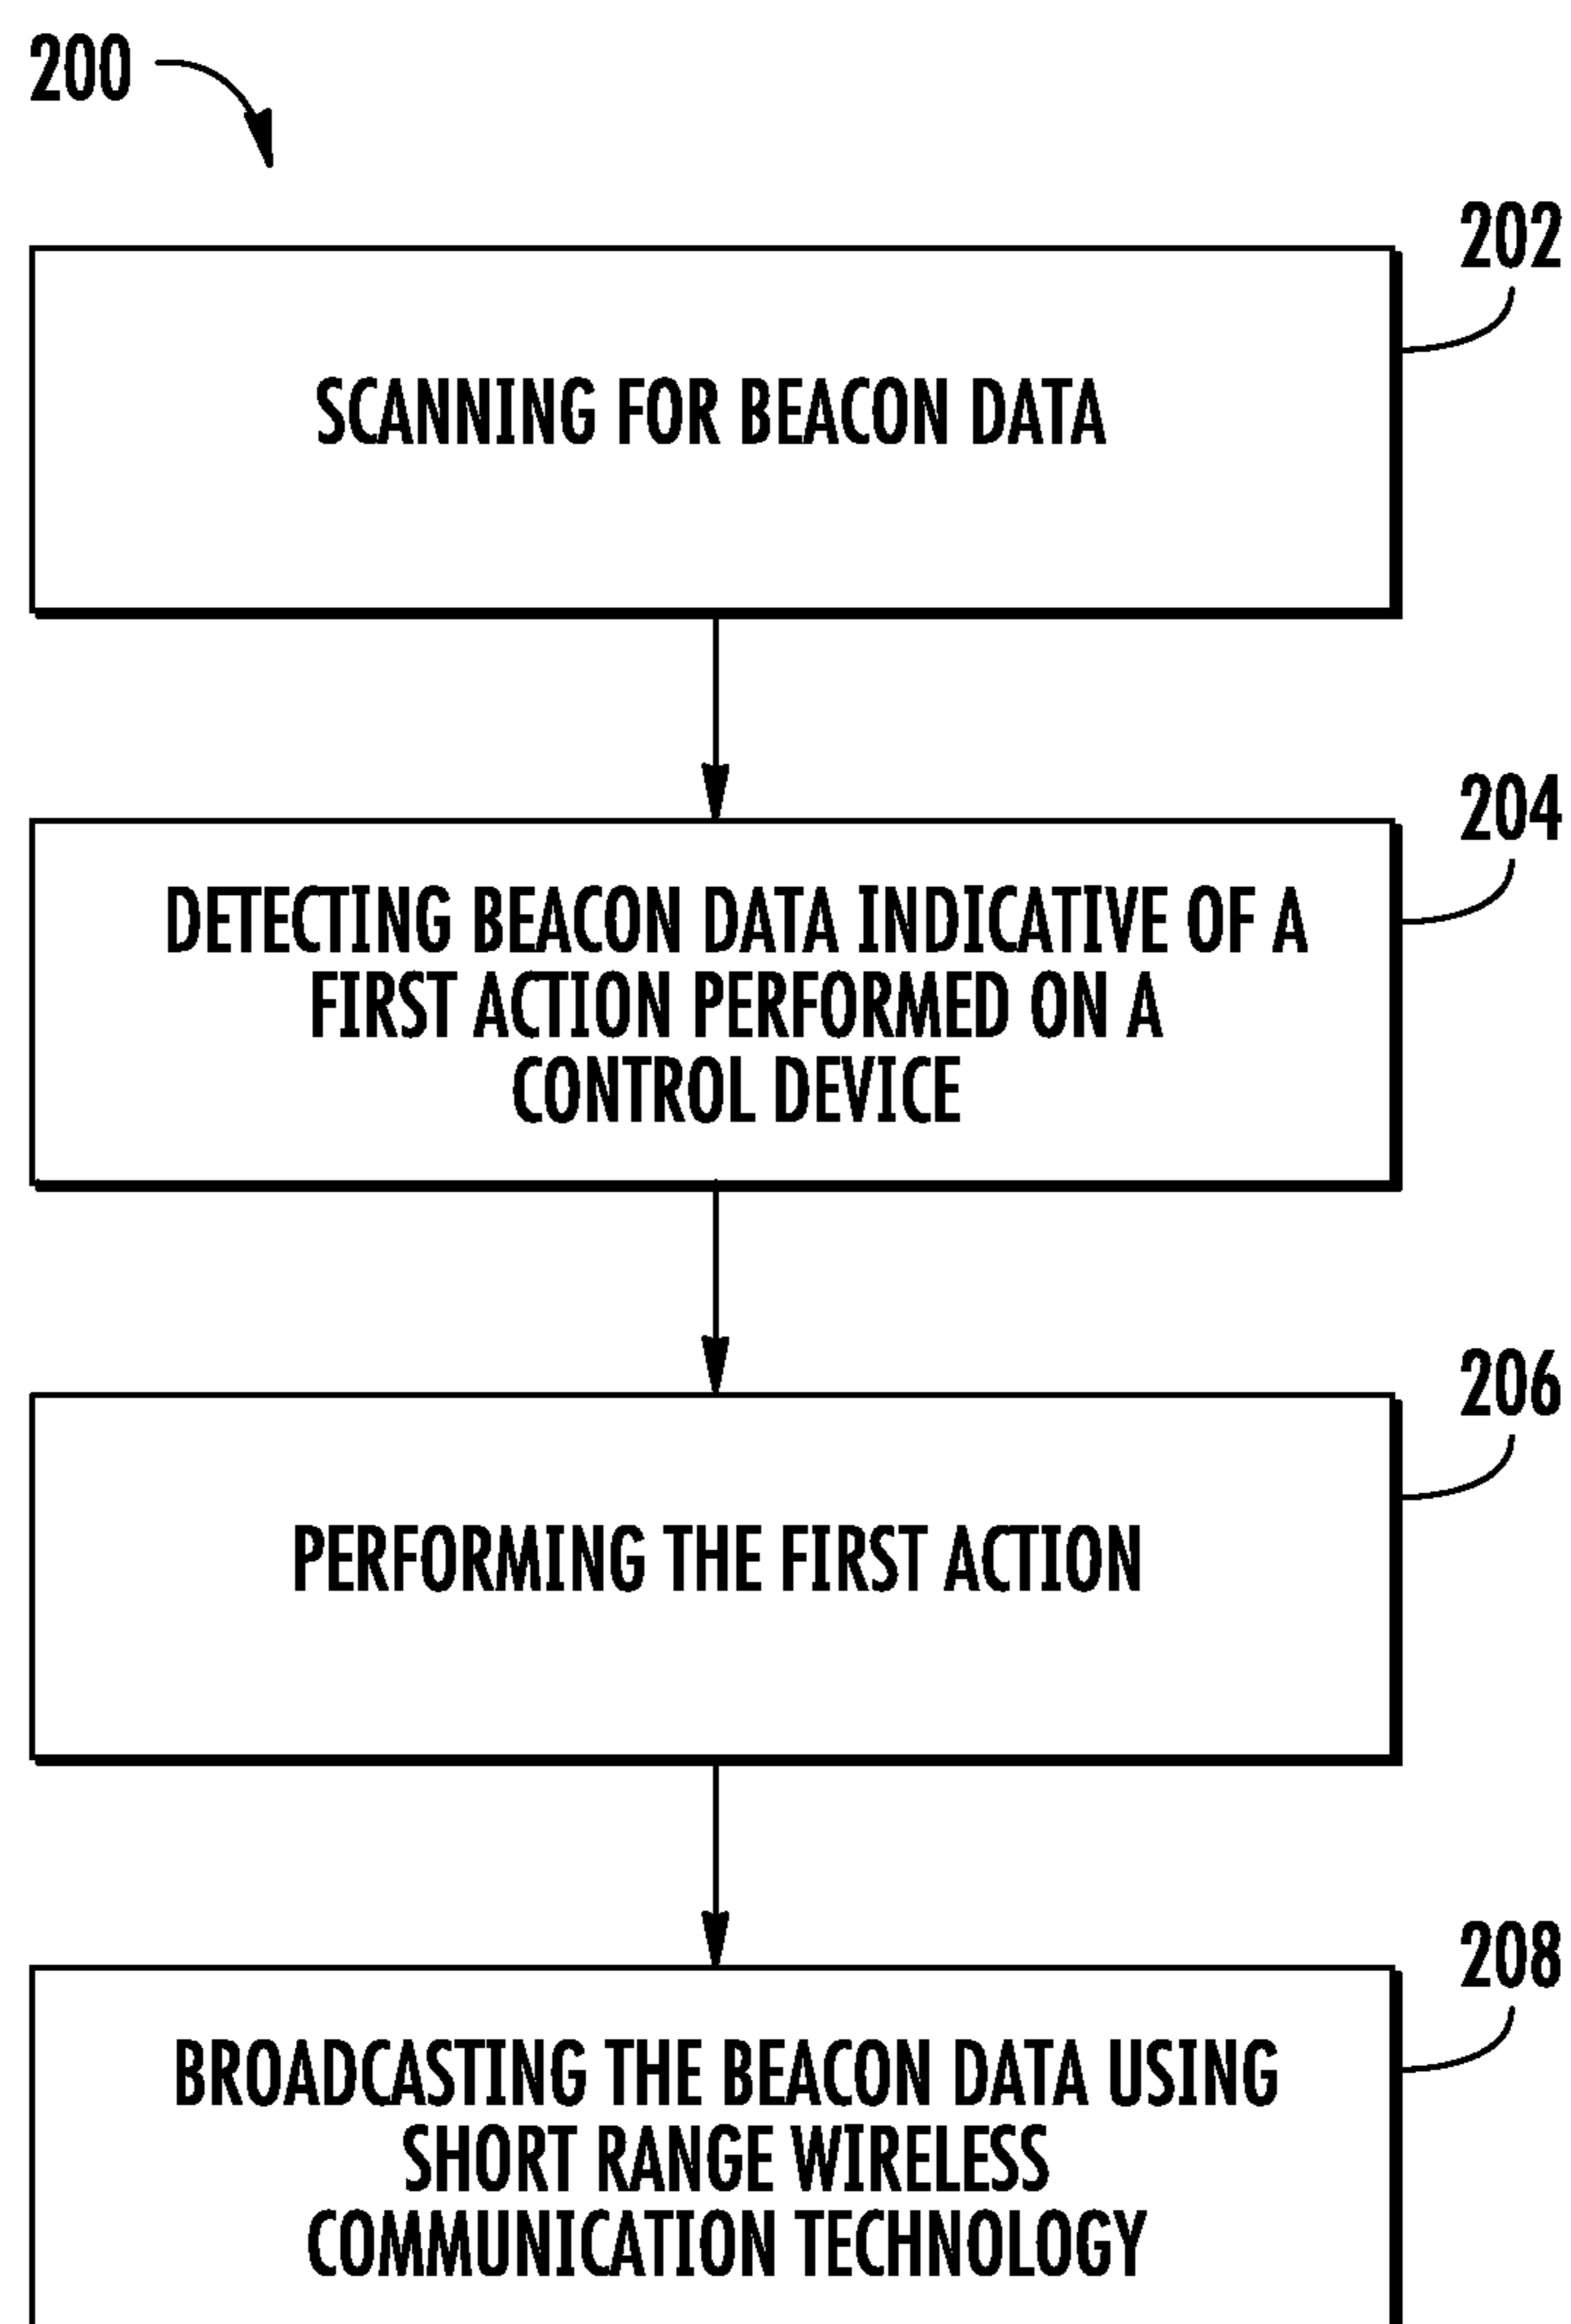 200
202
SCANNING FOR BEACON DATA
204
DETECTING BEACON DATA INDICATIVE OF A
FIRST ACTION PERFORMED ON A
CONTROL DEVICE
206
PERFORMING THE FIRST ACTION
208
BROADCASTING THE BEACON DATA USING
SHORT RANGE WIRELESS
COMMUNICATION TECHNOLOGY